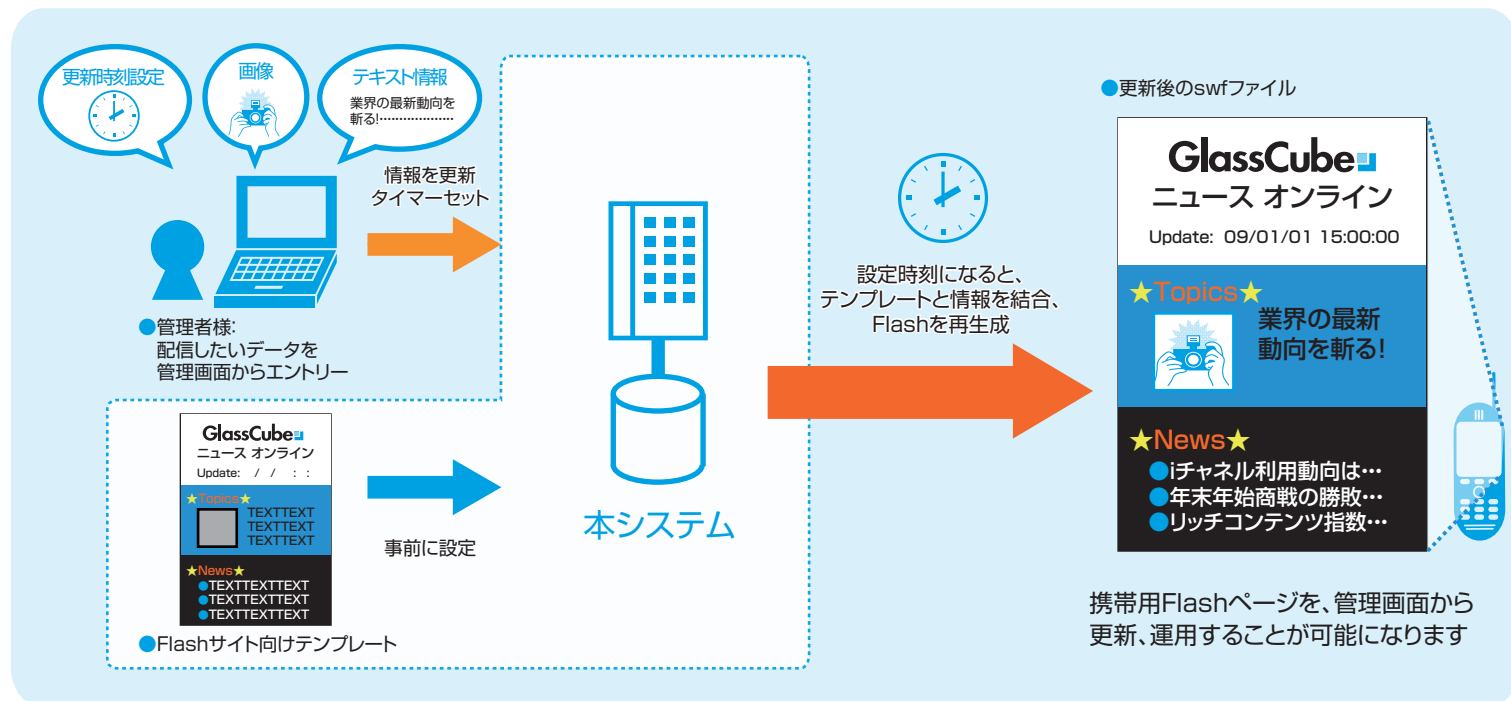 更新時刻設定
画像
テキスト情報
業界の最新動向を
斬る!…………………
情報を更新
タイマーセット
●管理者様:
配信したいデータを
管理画面からエントリー
GlassCube
ニュース オンライン
Update: / / : :
★Topics★
TEXTTEXT
TEXTTEXT
TEXTTEXT
★News★
●TEXTTEXTTEXT
●TEXTTEXTTEXT
●TEXTTEXTTEXT
●Flashサイト向けテンプレート
事前に設定
本システム
設定時刻になると、
テンプレートと情報を結合、
Flashを再生成
●更新後のswfファイル
GlassCube
ニュース オンライン
Update: 09/01/01 15:00:00
★Topics★
業界の最新
動向を斬る!
★News★
●iチャネル利用動向は…
●年末年始商戦の勝敗…
●リッチコンテンツ指数…
携帯用Flashページを、管理画面から
更新、運用することが可能になります